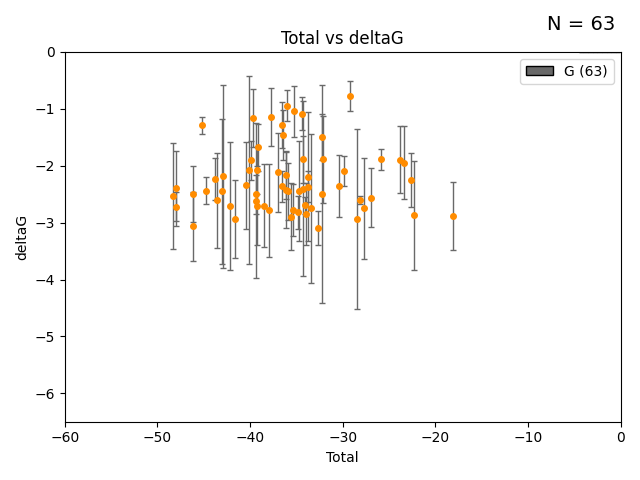 N = 63
Total vs deltaG
G (63)
deltaG
0
−1
−2
−3
−4
−5
−6
−60 −50 −40 −30 −20 −10 0
Total